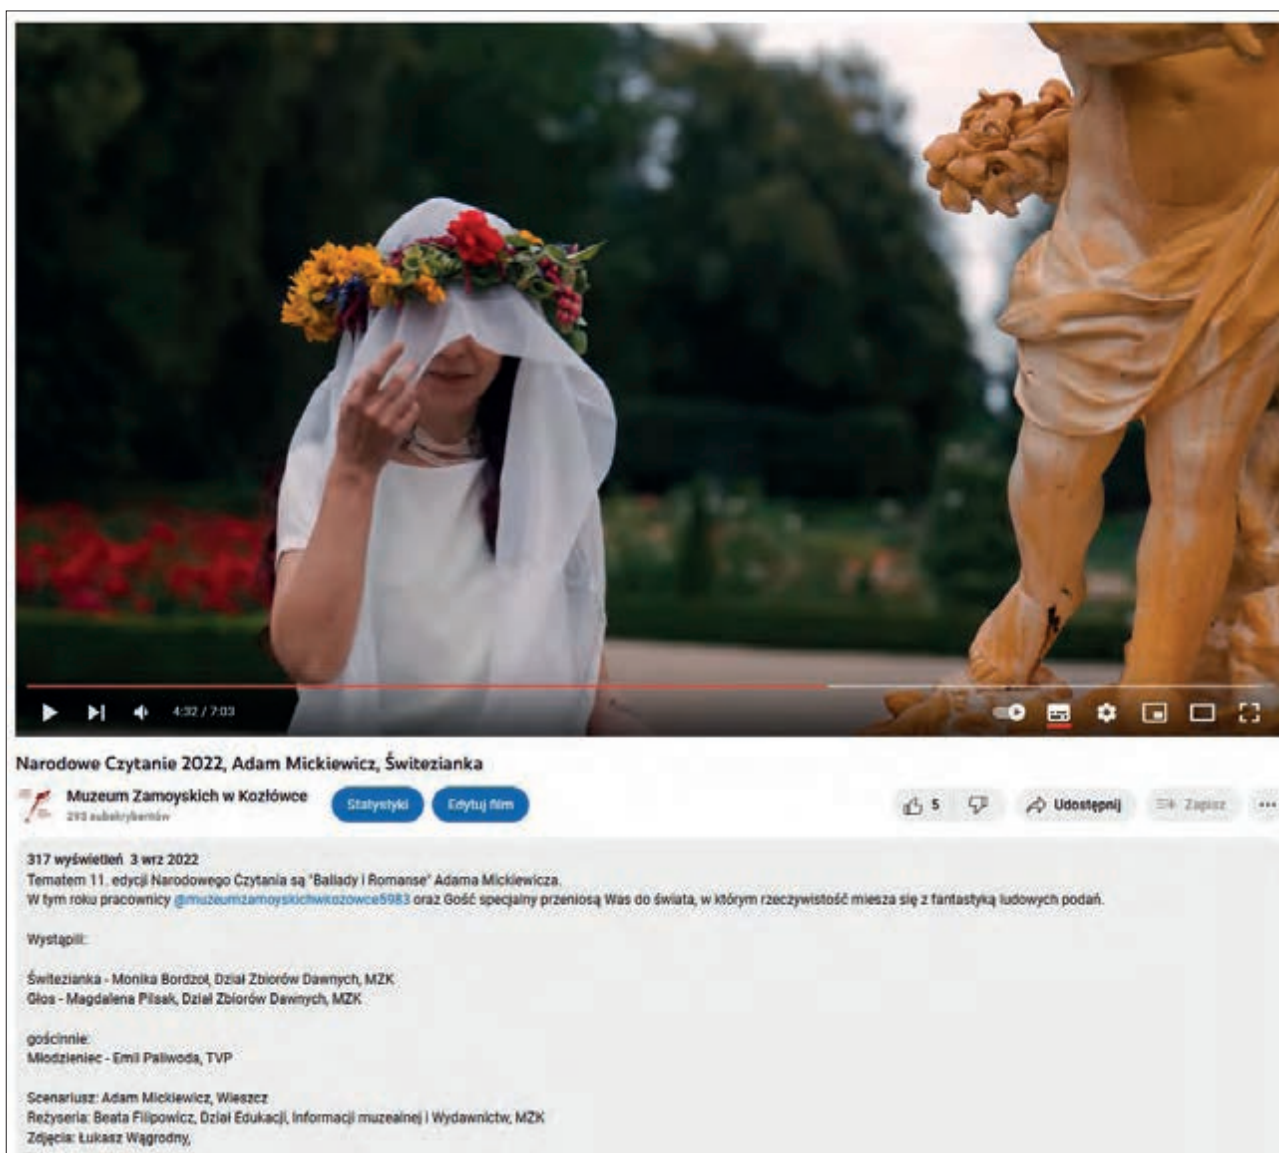 4:32 / 7:03
Narodowe Czytanie 2022, Adam Mickiewicz, Świtezianka
Muzeum Zamoyskich w Kozłówce
293 subskrybentów
Statystyki
Edytuj film
5
Udostępnij
Zapisz
317 wyświetleń 3 wrz 2022
Tematem 11. edycji Narodowego Czytania są "Ballady i Romanse" Adama Mickiewicza.
W tym roku pracownicy @muzeumzamoyskichwkozowce5983 oraz Gość specjalny przeniosą Was do świata, w którym rzeczywistość miesza się z fantastyką ludowych podań.
Wystąpili:
Świtezianka - Monika Bordzoł, Dział Zbiorów Dawnych, MZK
Głos - Magdalena Pilsak, Dział Zbiorów Dawnych, MZK
gościnnie:
Młodzieniec - Emil Paliwoda, TVP
Scenariusz: Adam Mickiewicz, Wieszcz
Reżyseria: Beata Filipowicz, Dział Edukacji, Informacji muzealnej i Wydawnictw, MZK
Zdjęcia: Łukasz Wągrodny,